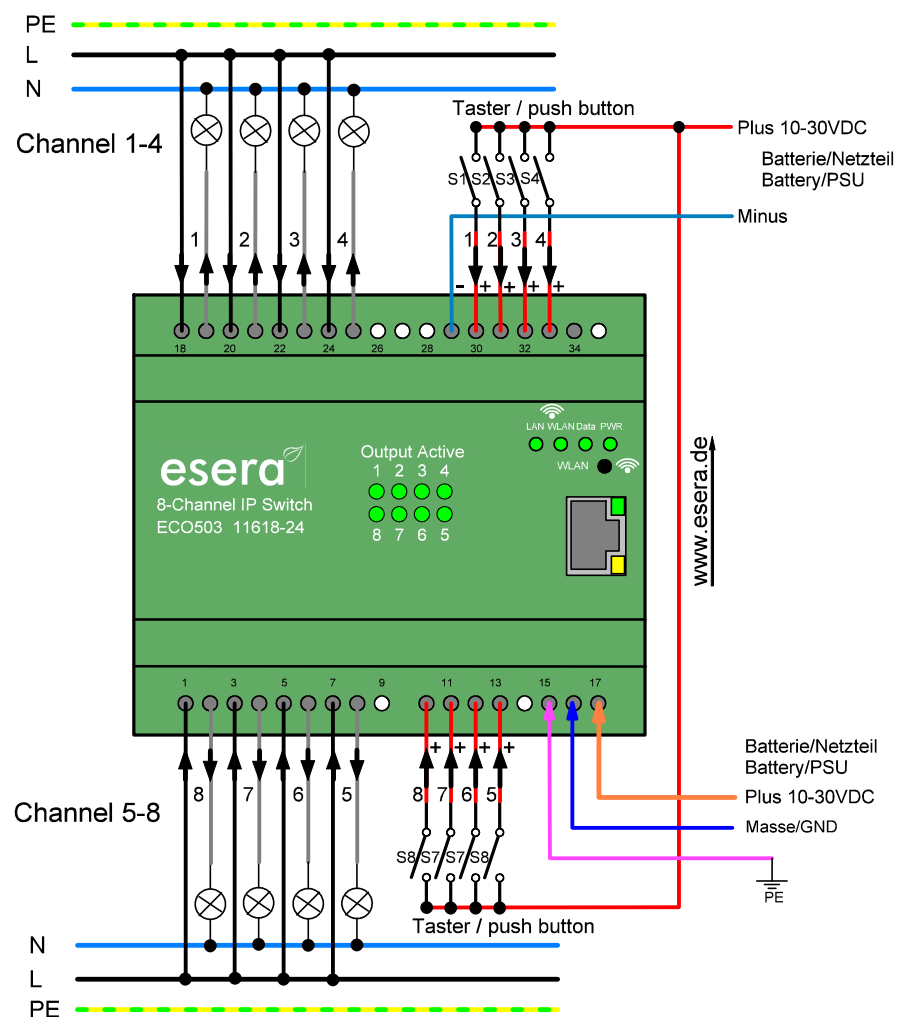 PE
L
N
Channel 1-4
Taster / push button
Plus 10-30VDC
Batterie/Netzteil
Battery/PSU
S1 S2 S3 S4
Minus
1 2 3 4
1 2 3 4
- + + + +
18 20 22 24 26 28 30 32 34
LAN WLAN Data PWR
WLAN
esera
8-Channel IP Switch
ECO503 11618-24
Output Active
1 2 3 4
8 7 6 5
www.esera.de
1 3 5 7 9 11 13 15 17
+ + + +
8 7 6 5
8 7 6 5
Channel 5-8
S8 S7 S7 S8
Batterie/Netzteil
Battery/PSU
Plus 10-30VDC
Masse/GND
PE
Taster / push button
N
L
PE